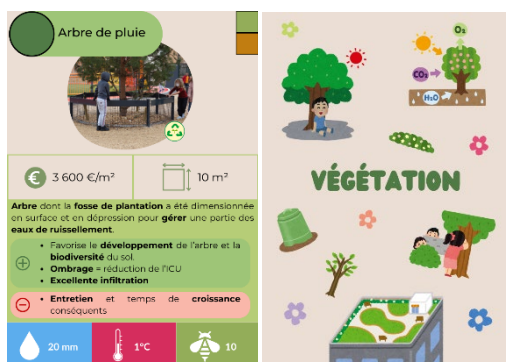 Arbre de pluie
3 600 €/m²
10 m²
Arbre dont la fosse de plantation a été dimensionnée
en surface et en dépression pour gérer une partie des
eaux de ruissellement.
• Favorise le développement de l'arbre et la
biodiversité du sol.
• Ombrage = réduction de l'ICU
• Excellente infiltration
• Entretien et temps de croissance
conséquents
20 mm
1°C
10
O₂
CO₂
H₂O
VÉGÉTATION